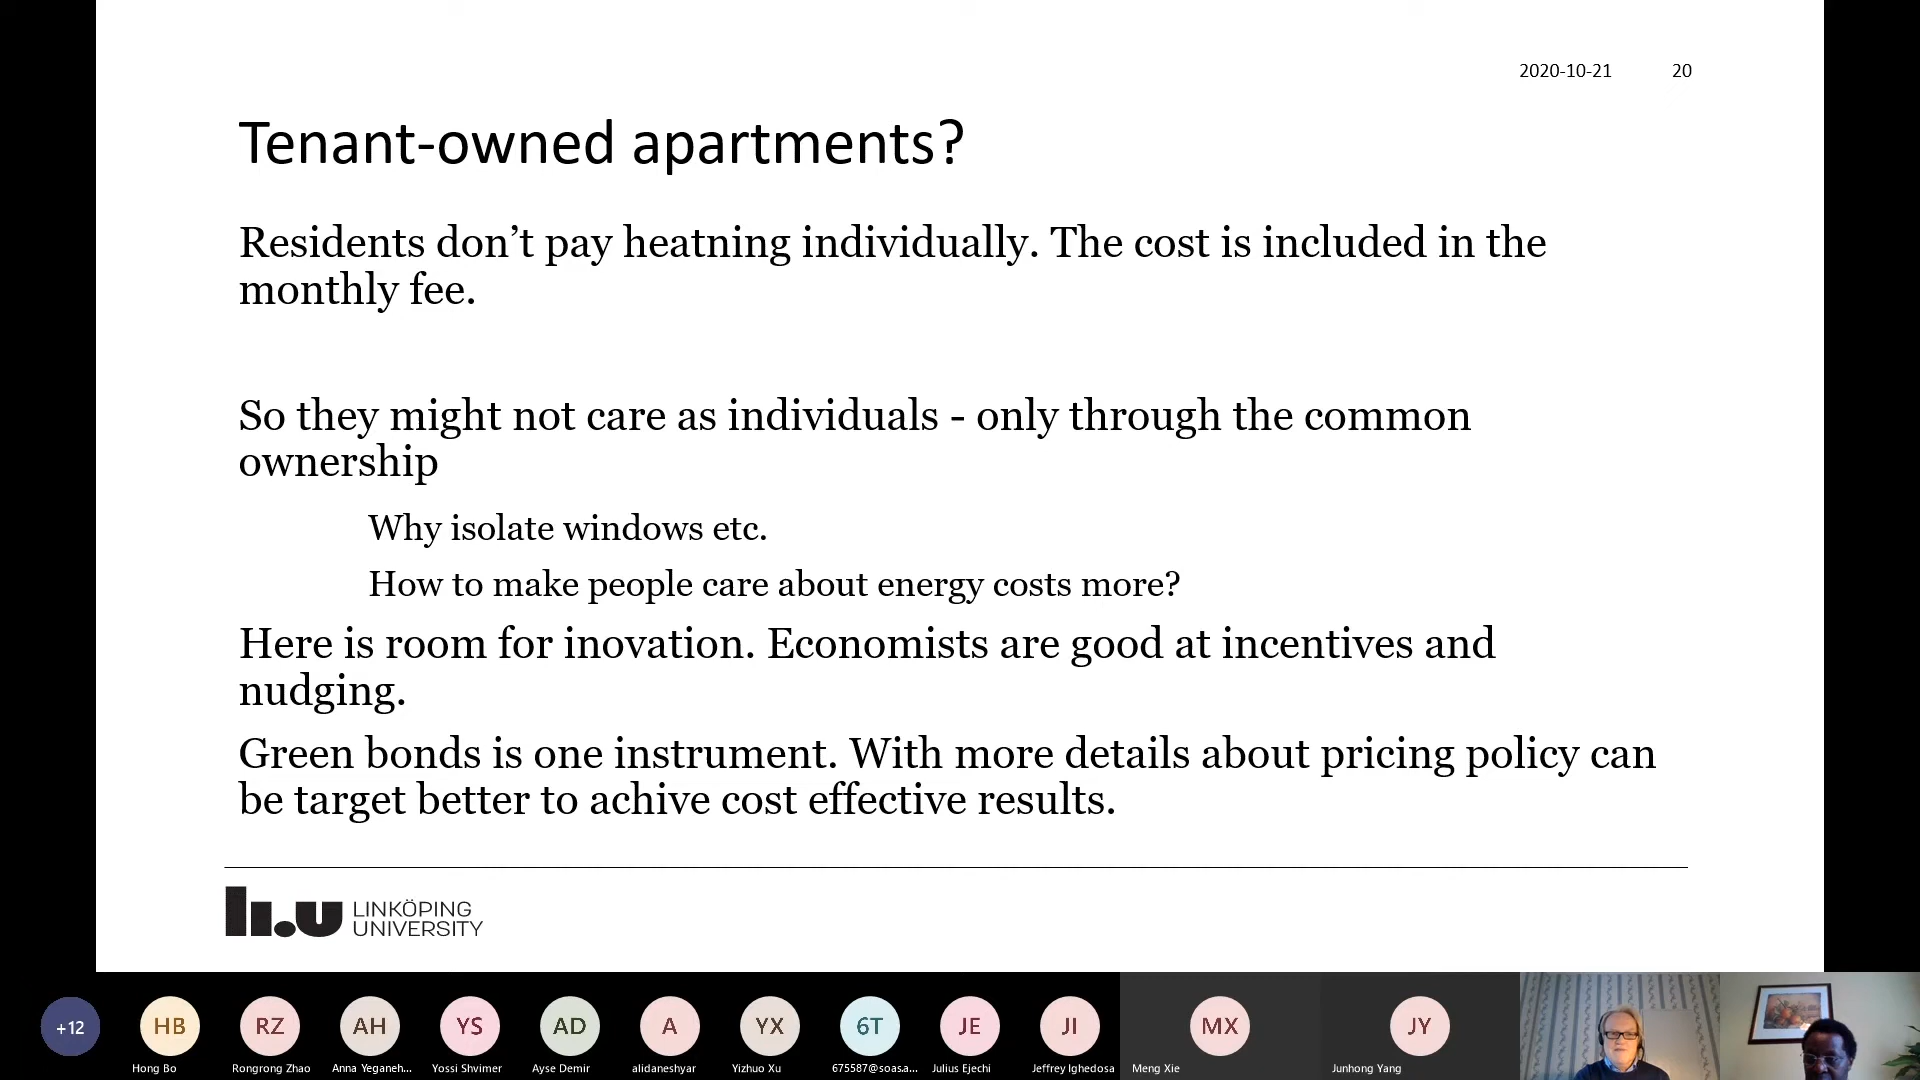 2020-10-21 20
Tenant-owned apartments?
Residents don’t pay heatning individually. The cost is included in the
monthly fee.
So they might not care as individuals - only through the common
ownership
Why isolate windows etc.
How to make people care about energy costs more?
Here is room for inovation. Economists are good at incentives and
nudging.
Green bonds is one instrument. With more details about pricing policy can
be target better to achive cost effective results.
li.u LINKÖPING
UNIVERSITY
+12 HB RZ AH YS AD A YX 6T JE JI MX JY
Hong Bo Rongrong Zhao Anna Yeganeh... Yossi Shvimer Ayse Demir alidaneshyar Yizhuo Xu 675587@soas.a... Julius Ejechi Jeffrey Ighedosa Meng Xie Junhong Yang